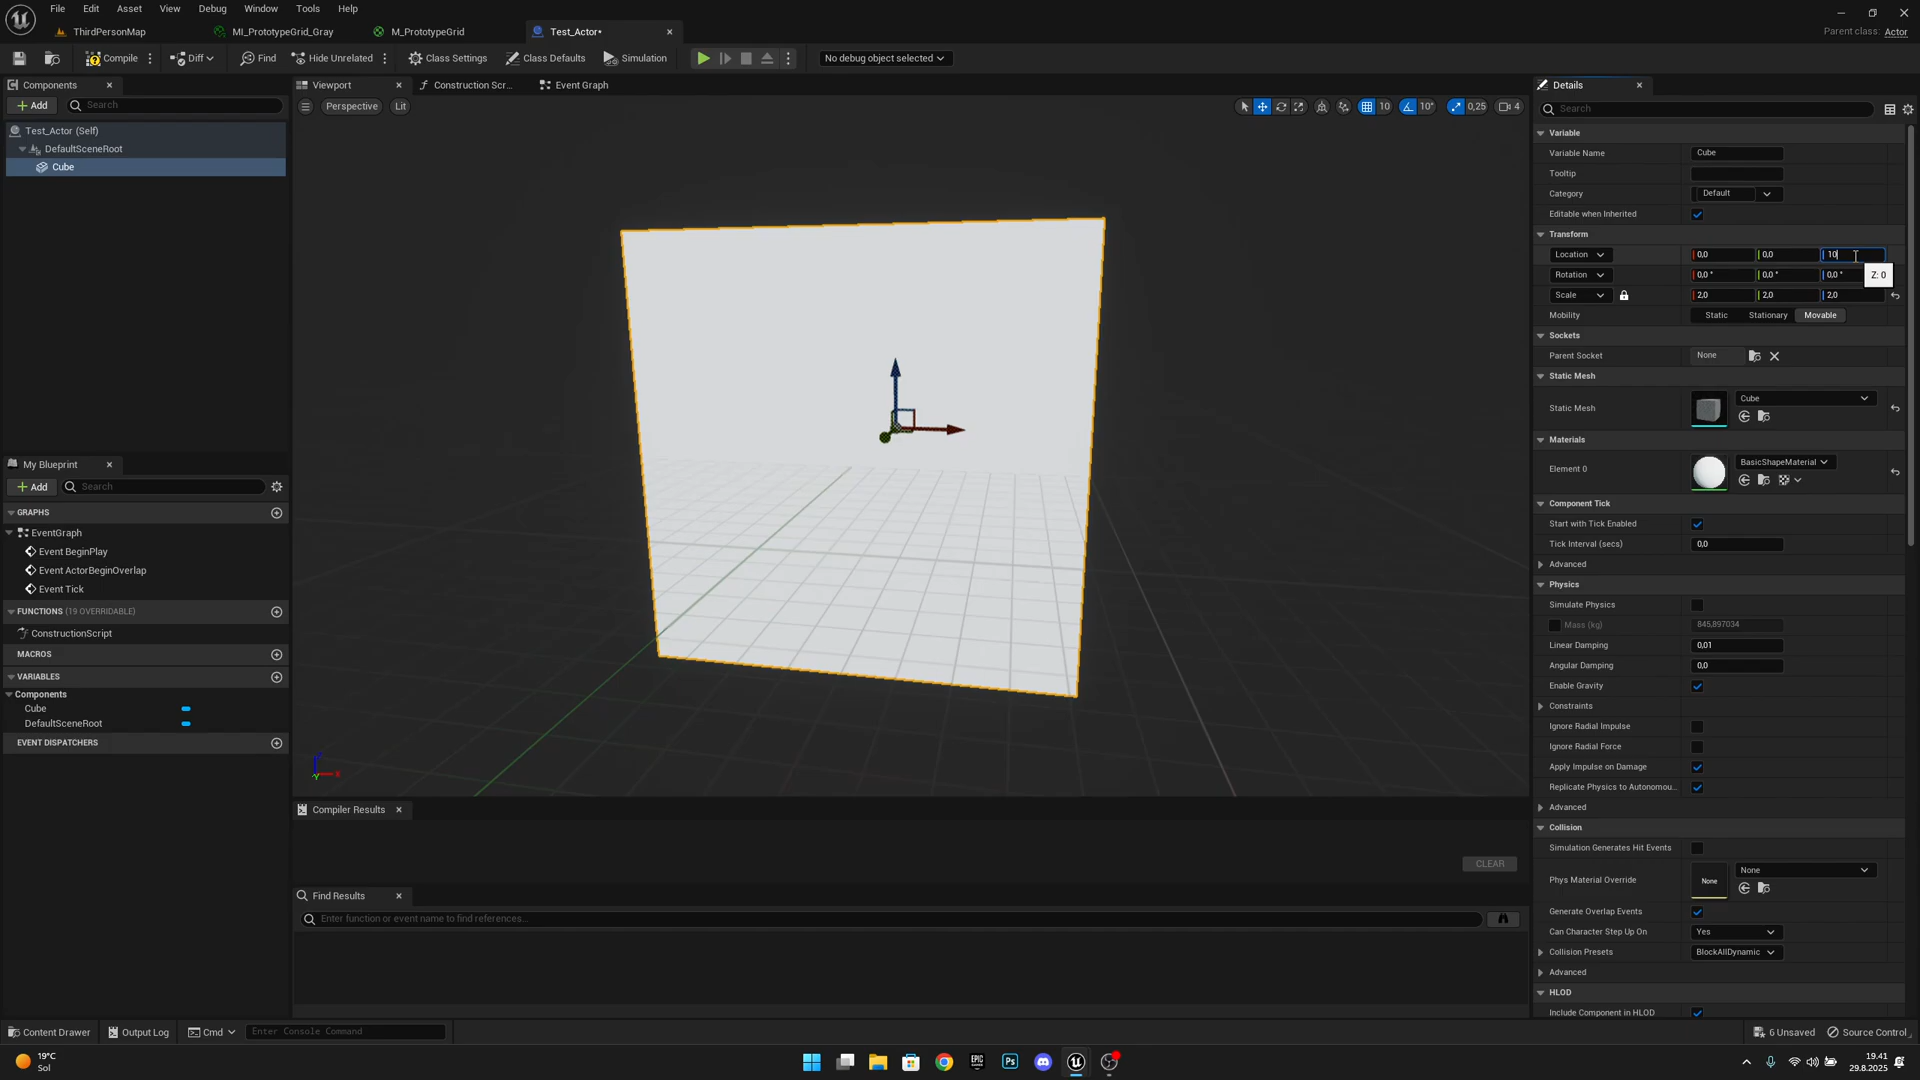 File Edit Asset View Debug Window Tools Help
Parent class: Actor
ThirdPersonMap MI_PrototypeGrid_Gray M_PrototypeGrid Test_Actor*
Compile Diff Find Hide Unrelated Class Settings Class Defaults Simulation No debug object selected
Components
Add Search
Test_Actor (Self)
DefaultSceneRoot
Cube
Viewport Construction Scr... Event Graph
Perspective Lit
10 10° 0,25 4
My Blueprint
Add Search
GRAPHS
EventGraph
Event BeginPlay
Event ActorBeginOverlap
Event Tick
FUNCTIONS (19 OVERRIDABLE)
ConstructionScript
MACROS
VARIABLES
Components
Cube
DefaultSceneRoot
EVENT DISPATCHERS
Compiler Results
CLEAR
Find Results
Enter function or event name to find references...
Details
Search
Variable
Variable Name Cube
Tooltip
Category Default
Editable when Inherited
Transform
Location 0,0 0,0 10
Rotation 0,0 ° 0,0 ° 0,0 °
Z: 0
Scale 2,0 2,0 2,0
Mobility Static Stationary Movable
Sockets
Parent Socket None
Static Mesh
Static Mesh Cube
Materials
Element 0 BasicShapeMaterial
Component Tick
Start with Tick Enabled
Tick Interval (secs) 0,0
Advanced
Physics
Simulate Physics
Mass (kg) 845,897034
Linear Damping 0,01
Angular Damping 0,0
Enable Gravity
Constraints
Ignore Radial Impulse
Ignore Radial Force
Apply Impulse on Damage
Replicate Physics to Autonomou...
Advanced
Collision
Simulation Generates Hit Events
Phys Material Override None None
Generate Overlap Events
Can Character Step Up On Yes
Collision Presets BlockAllDynamic
Advanced
HLOD
Include Component in HLOD
Content Drawer Output Log Cmd Enter Console Command 6 Unsaved Source Control
19°C
Sol
19.41
29.8.2025